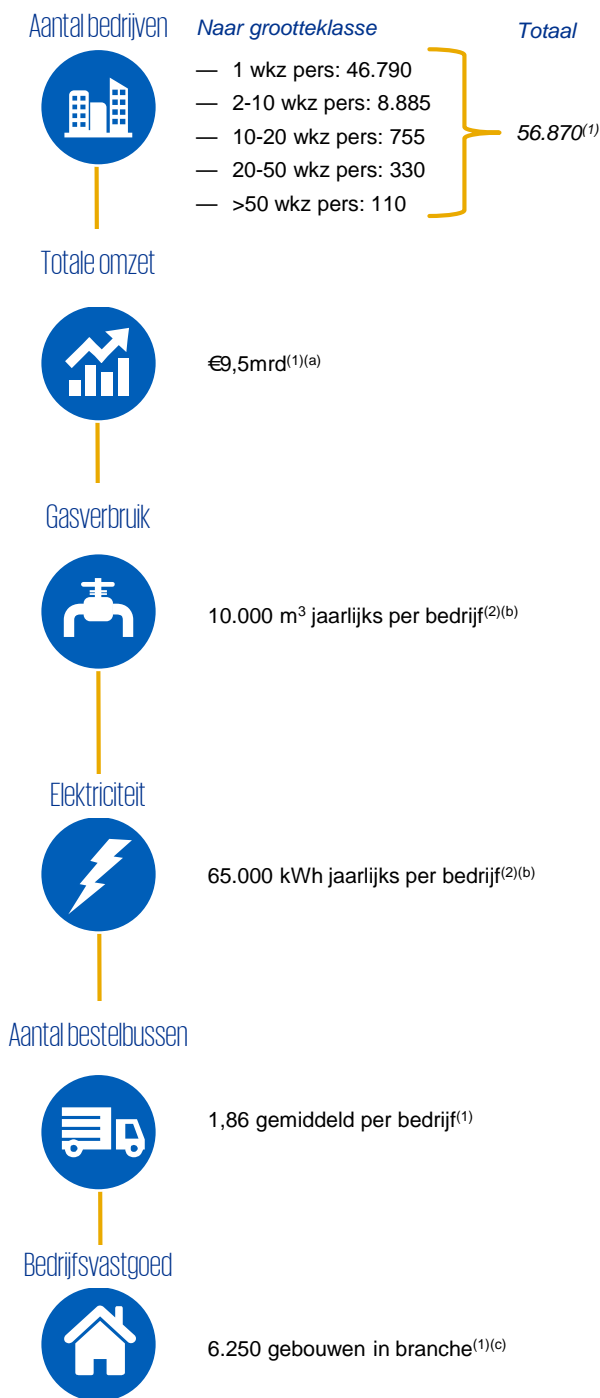 Aantal bedrijven
Naar grootteklasse
Totaal
— 1 wkz pers: 46.790
— 2-10 wkz pers: 8.885
— 10-20 wkz pers: 755
— 20-50 wkz pers: 330
— >50 wkz pers: 110
56.870(1)
Totale omzet
€9,5mrd(1)(a)
Gasverbruik
10.000 m³ jaarlijks per bedrijf(2)(b)
Elektriciteit
65.000 kWh jaarlijks per bedrijf(2)(b)
Aantal bestelbussen
1,86 gemiddeld per bedrijf(1)
Bedrijfsvastgoed
6.250 gebouwen in branche(1)(c)